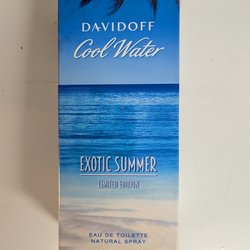 DAVIDOFF
Cool Water
EXOTIC SUMMER
LIMITED EDITION
EAU DE TOILETTE
NATURAL SPRAY